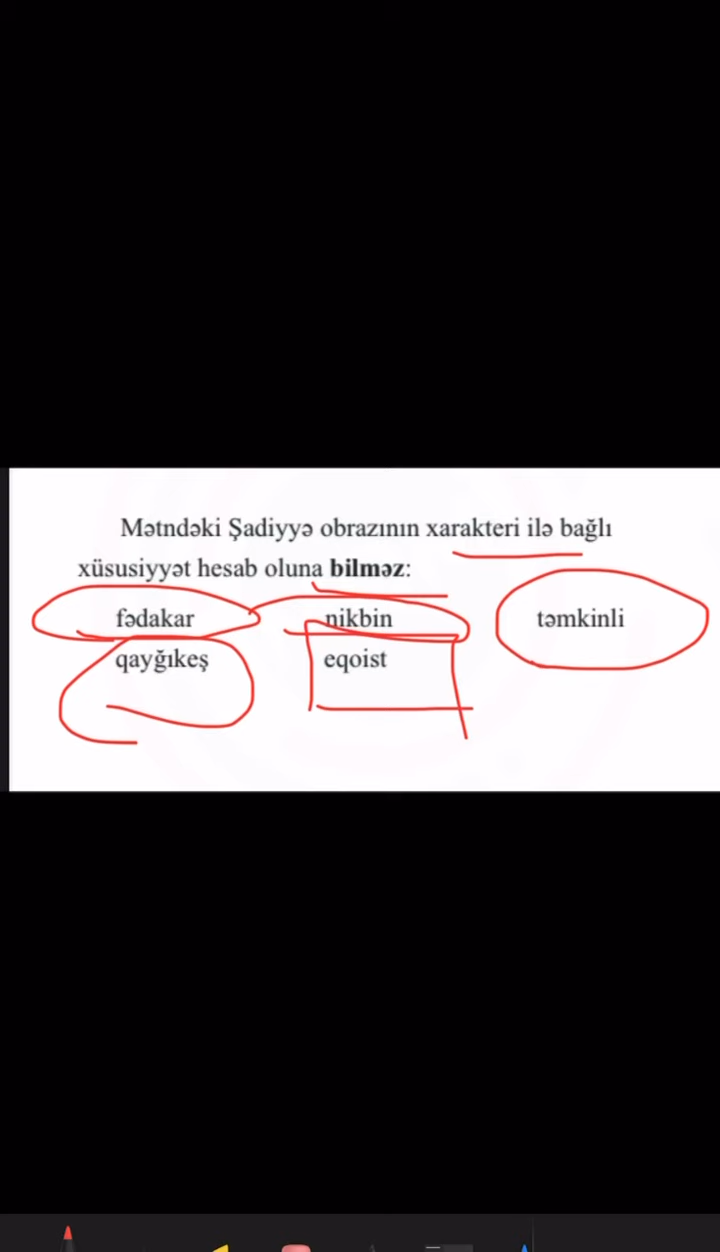 Mətndəki Şadiyyə obrazının xarakteri ilə bağlı
xüsusiyyət hesab oluna bilməz:
fədakar nikbin təmkinli
qayğıkeş eqoist